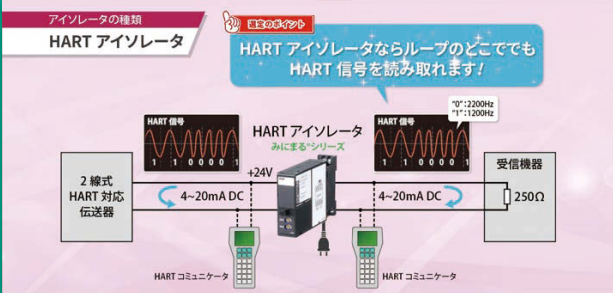 アイソレータの種類
HART アイソレータ
選定のポイント
HART アイソレータならループのどこででも
HART 信号を読み取れます!
"0":2200Hz
"1":1200Hz
HART 信号
1 1 0 0 0 1
HART アイソレータ
みにまる®シリーズ
HART 信号
1 1 0 0 0 1
2 線式
HART 対応
伝送器
+24V
4~20mA DC
4~20mA DC
受信機器
250Ω
HART コミュニケータ
HART コミュニケータ